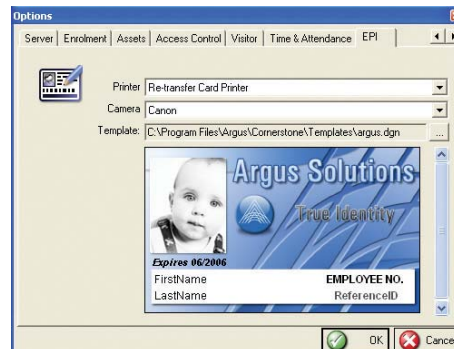 Options
Server Enrolment Assets Access Control Visitor Time & Attendance EPI
Printer Re-transfer Card Printer
Camera Canon
Template: C:\Program Files\Argus\Cornerstone\Templates\argus.dgn ...
Argus Solutions
True Identity
Expires 06/2006
FirstName EMPLOYEE NO.
LastName ReferenceID
OK Cance